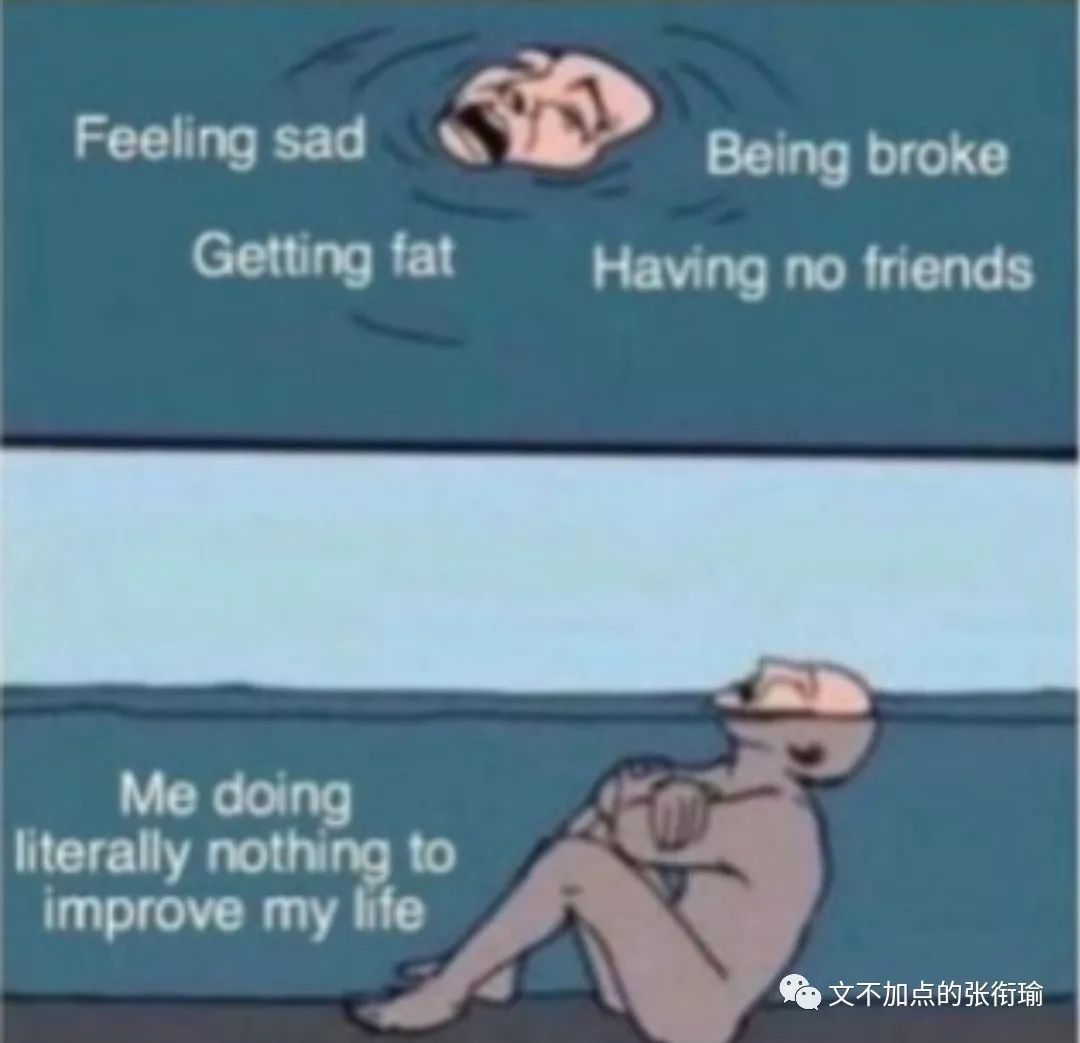 Feeling sad
Being broke
Getting fat
Having no friends
Me doing
literally nothing to
improve my life
文不加点的张衔瑜